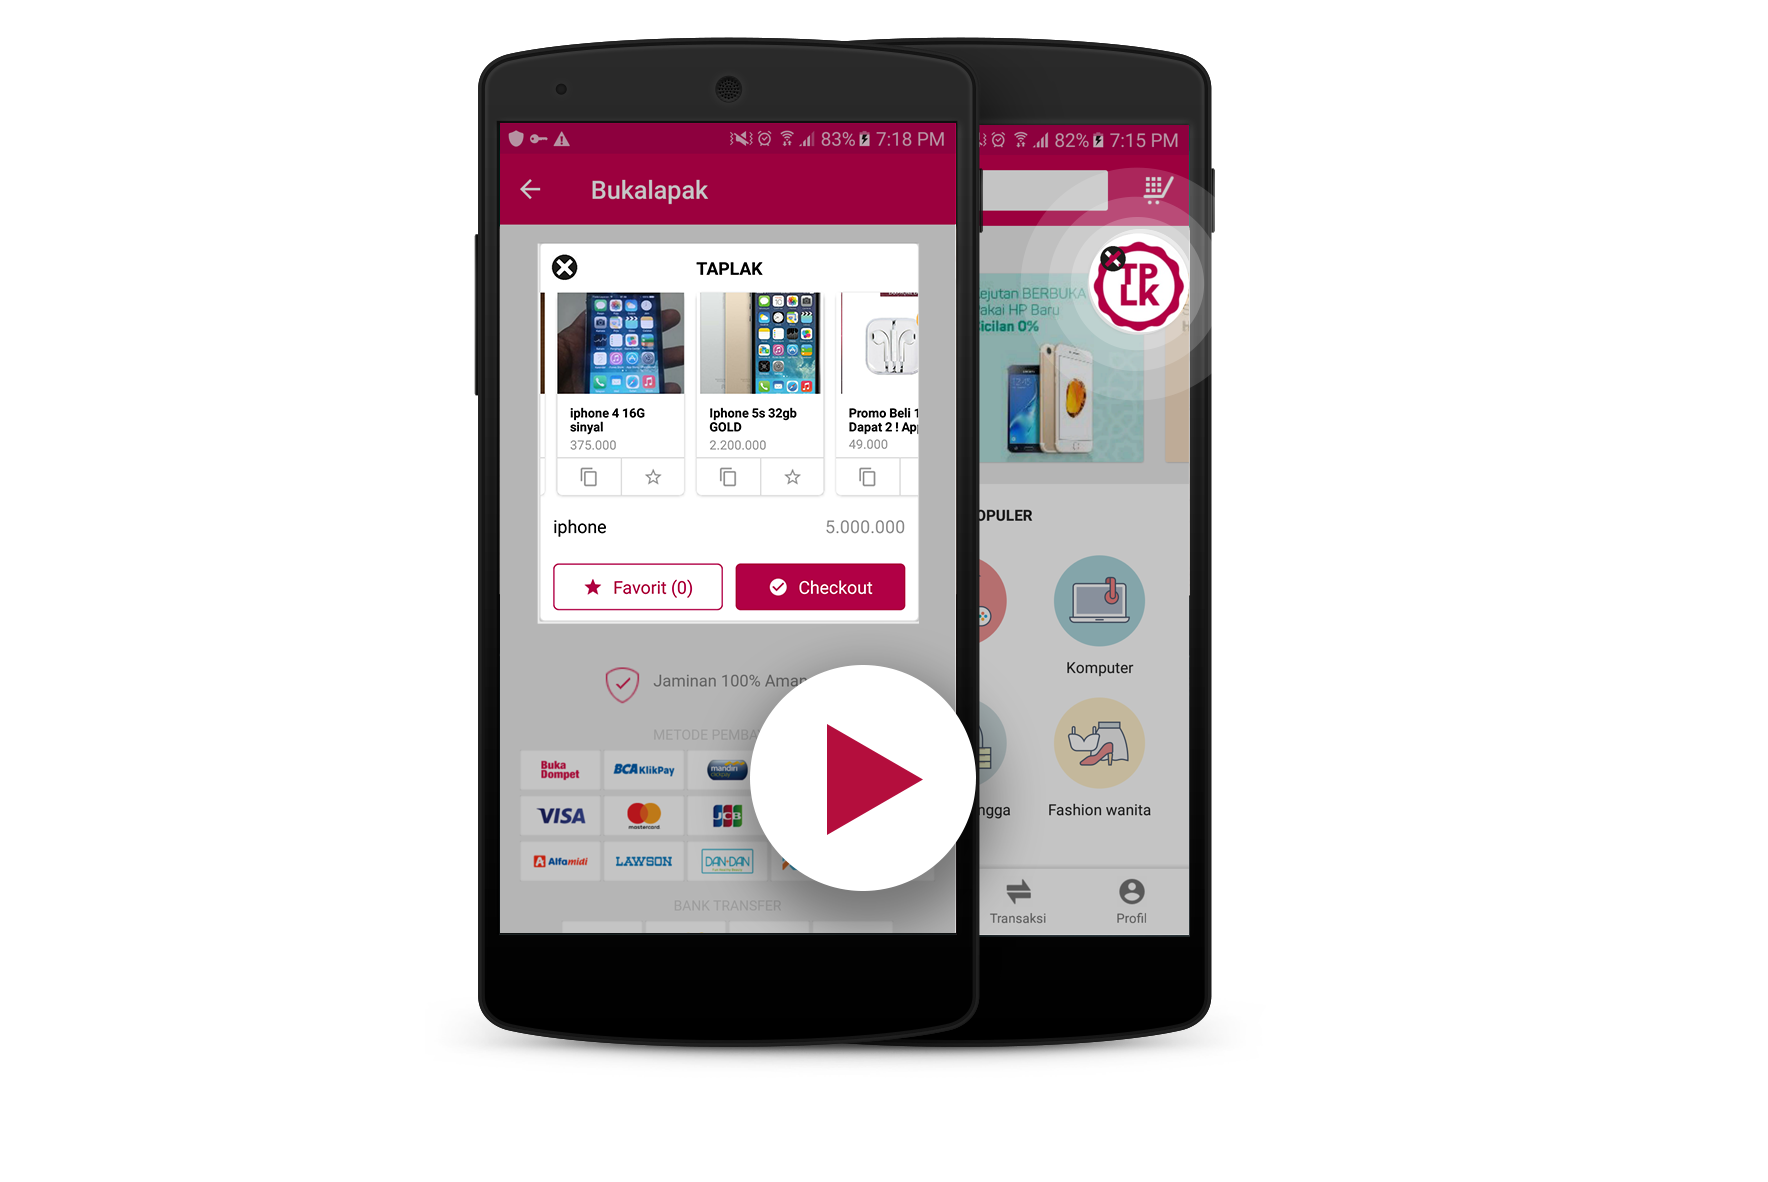 83% 7:18 PM
Bukalapak
TAPLAK
iphone 4 16G
sinyal
375.000
Iphone 5s 32gb
GOLD
2.200.000
Promo Beli 1
Dapat 2 ! Ap
49.000
iphone
5.000.000
Favorit (0)
Checkout
Jaminan 100% Aman
METODE PEMBA
Buka
Dompet
BCA KlikPay
mandiri
clickpay
VISA
mastercard
JCB
Alfamidi
LAWSON
DAN+DAN
BANK TRANSFER
82% 7:15 PM
TP
LK
ejutan BERBUKA
akai HP Baru
icilan 0%
OPULER
Komputer
ngga
Fashion wanita
Transaksi
Profil